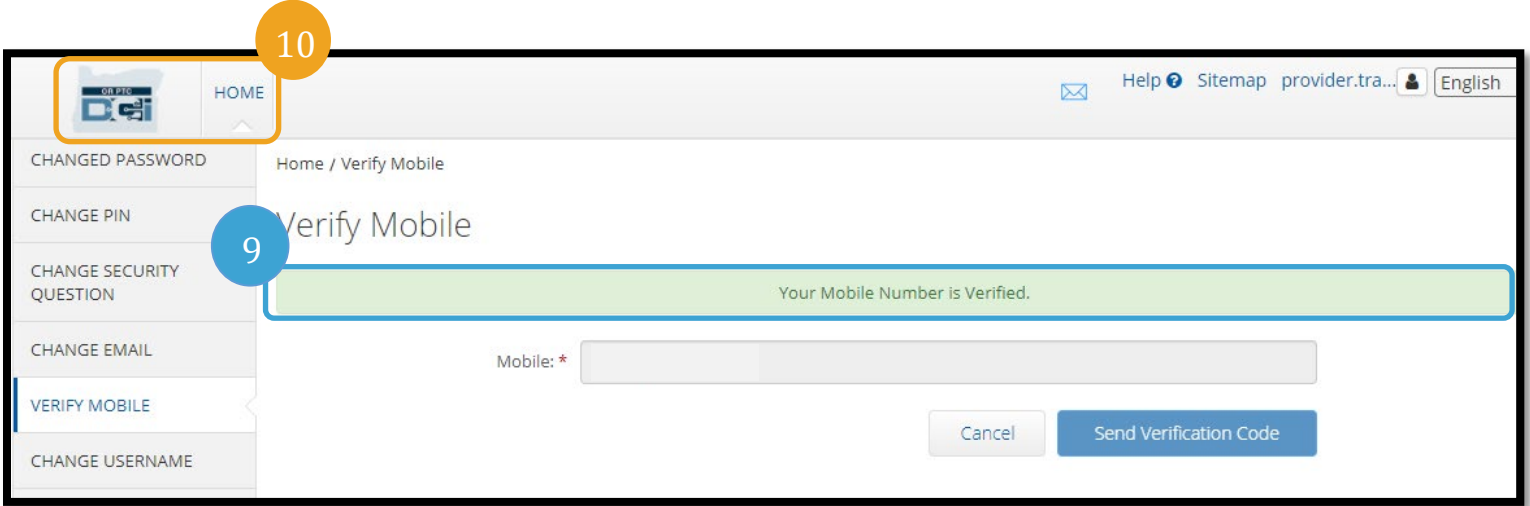 10
OR PTC
DCi
HOME
Help ? Sitemap provider.tra... English
CHANGED PASSWORD
Home / Verify Mobile
CHANGE PIN
Verify Mobile
9
CHANGE SECURITY
QUESTION
Your Mobile Number is Verified.
CHANGE EMAIL
Mobile: *
VERIFY MOBILE
Cancel
Send Verification Code
CHANGE USERNAME